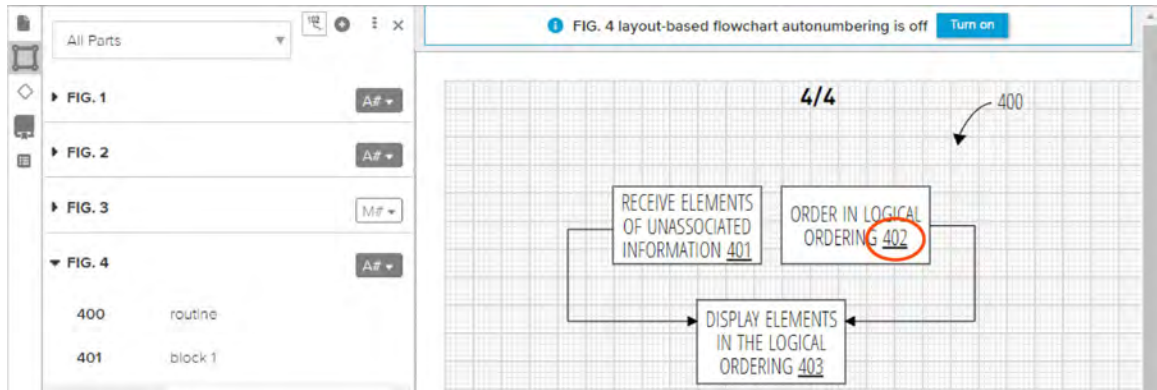 All Parts
102
FIG. 1
A#
FIG. 2
A#
FIG. 3
M#
FIG. 4
A#
400 routine
401 block 1
FIG. 4 layout-based flowchart autonumbering is off Turn on
4/4
400
RECEIVE ELEMENTS
OF UNASSOCIATED
INFORMATION 401
ORDER IN LOGICAL
ORDERING 402
DISPLAY ELEMENTS
IN THE LOGICAL
ORDERING 403